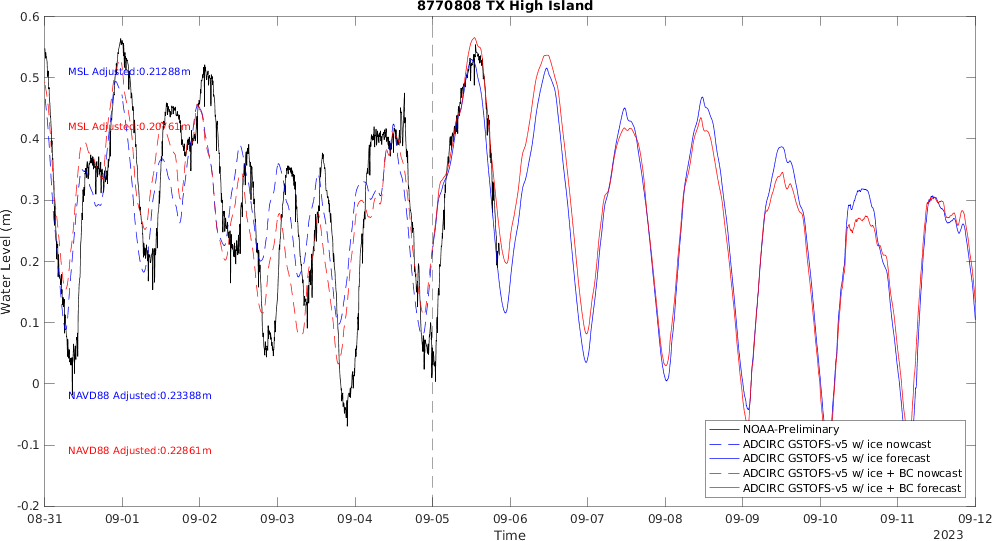 8770808 TX High Island
0.6
0.5
0.4
0.3
0.2
0.1
0
-0.1
-0.2
Water Level (m)
MSL Adjusted:0.21288m
MSL Adjusted:0.20761m
NAVD88 Adjusted:0.23388m
NAVD88 Adjusted:0.22861m
NOAA-Preliminary
ADCIRC GSTOFS-v5 w/ ice nowcast
ADCIRC GSTOFS-v5 w/ ice forecast
ADCIRC GSTOFS-v5 w/ ice + BC nowcast
ADCIRC GSTOFS-v5 w/ ice + BC forecast
08-31 09-01 09-02 09-03 09-04 09-05 09-06 09-07 09-08 09-09 09-10 09-11 09-12
Time
2023